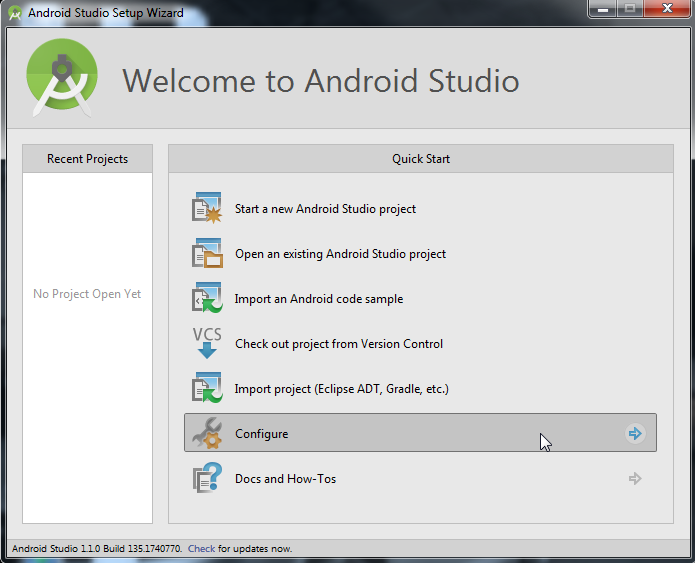 Android Studio Setup Wizard
Welcome to Android Studio
Recent Projects
No Project Open Yet
Quick Start
Start a new Android Studio project
Open an existing Android Studio project
Import an Android code sample
VCS
Check out project from Version Control
Import project (Eclipse ADT, Gradle, etc.)
Configure
Docs and How-Tos
Android Studio 1.1.0 Build 135.1740770. Check for updates now.